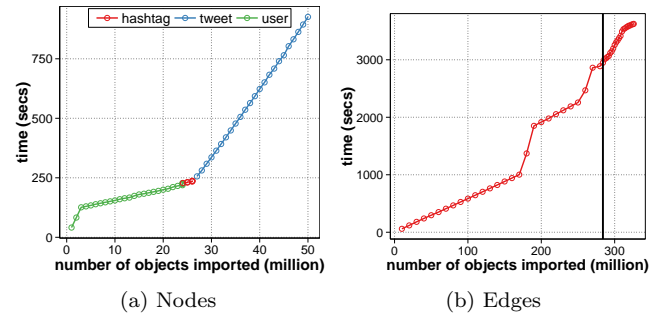 hashtag tweet user
time (secs)
750
500
250
0
0 10 20 30 40 50
number of objects imported (million)
(a) Nodes
time (secs)
3000
2000
1000
0
0 100 200 300
number of objects imported (million)
(b) Edges